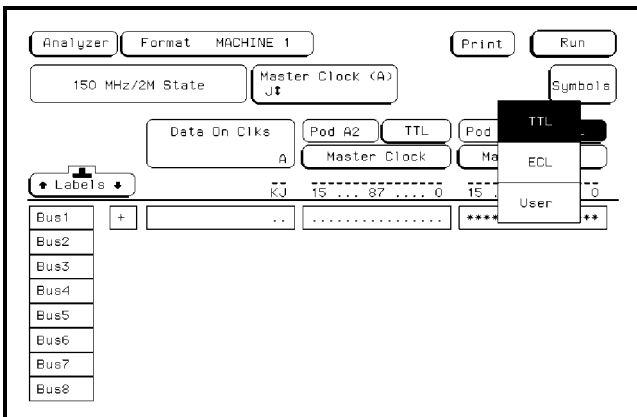 Analyzer Format MACHINE 1 Print Run
150 MHz/2M State Master Clock (A) Symbols
J↕
Data On Clks Pod A2 TTL Pod TTL
A Master Clock Ma ECL
↑ Labels ↓ KJ 15 ... 87 .... 0 15 . User 0
Bus1 + .. ................ **** **
Bus2
Bus3
Bus4
Bus5
Bus6
Bus7
Bus8